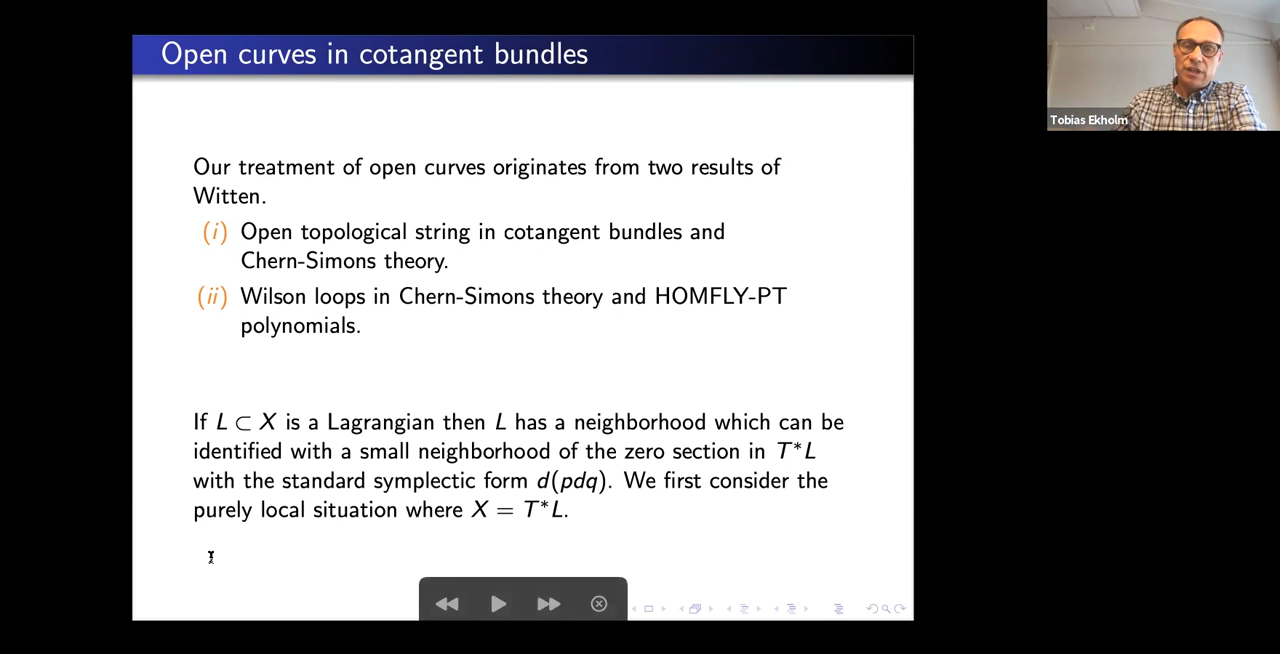 Open curves in cotangent bundles
Tobias Ekholm
Our treatment of open curves originates from two results of
Witten.
(i) Open topological string in cotangent bundles and
Chern-Simons theory.
(ii) Wilson loops in Chern-Simons theory and HOMFLY-PT
polynomials.
If L ⊂ X is a Lagrangian then L has a neighborhood which can be
identified with a small neighborhood of the zero section in T*L
with the standard symplectic form d(pdq). We first consider the
purely local situation where X = T*L.